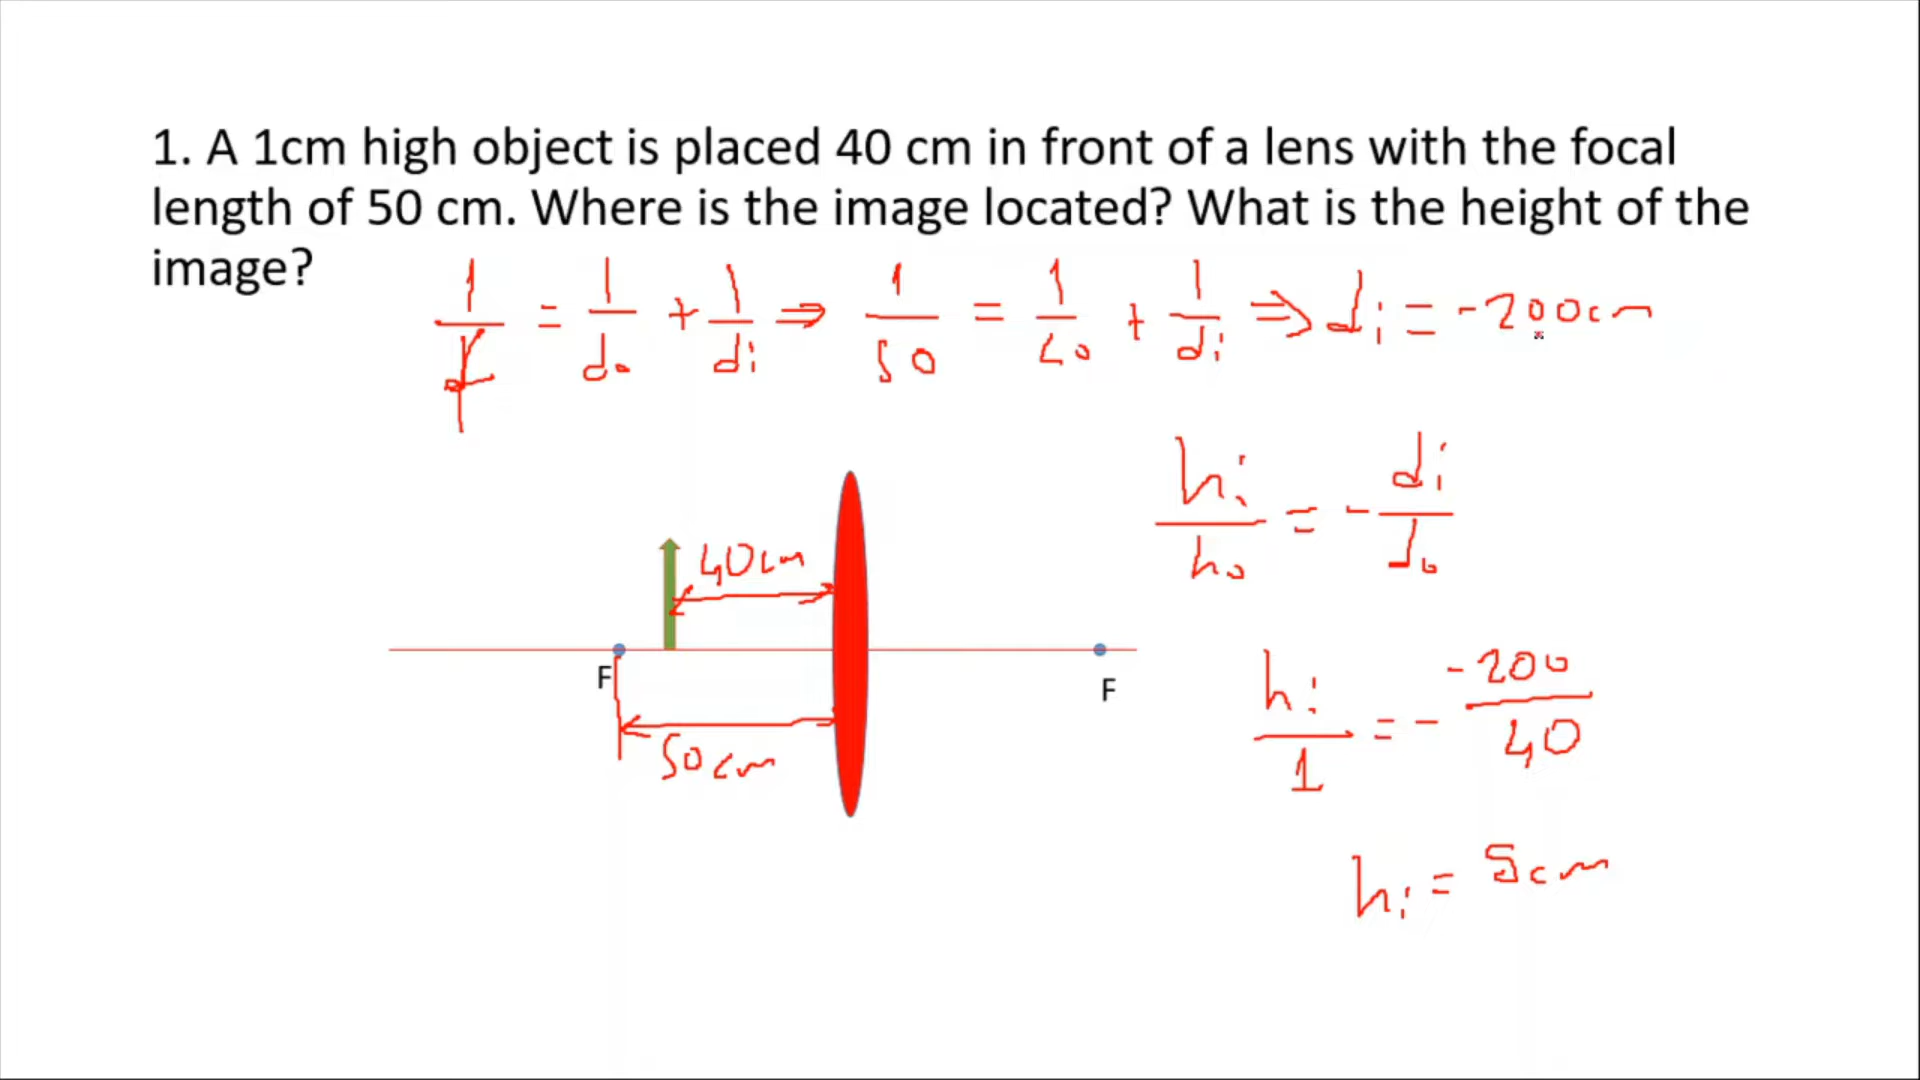 1. A 1cm high object is placed 40 cm in front of a lens with the focal
length of 50 cm. Where is the image located? What is the height of the
image?
1/f = 1/do + 1/di ⇒ 1/50 = 1/40 + 1/di ⇒ di = -200cm
hi/ho = - di/do
40cm
F
F
hi/1 = - -200/40
50cm
hi = 5cm